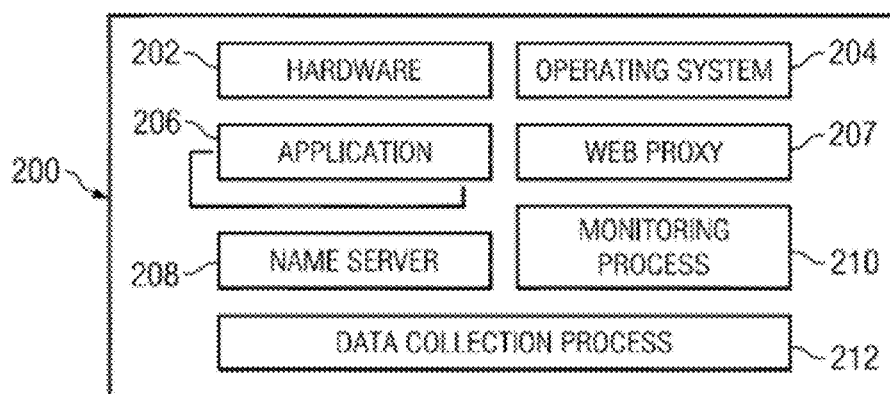 202 HARDWARE OPERATING SYSTEM 204
206 APPLICATION WEB PROXY 207
200
208 NAME SERVER MONITORING PROCESS 210
DATA COLLECTION PROCESS 212